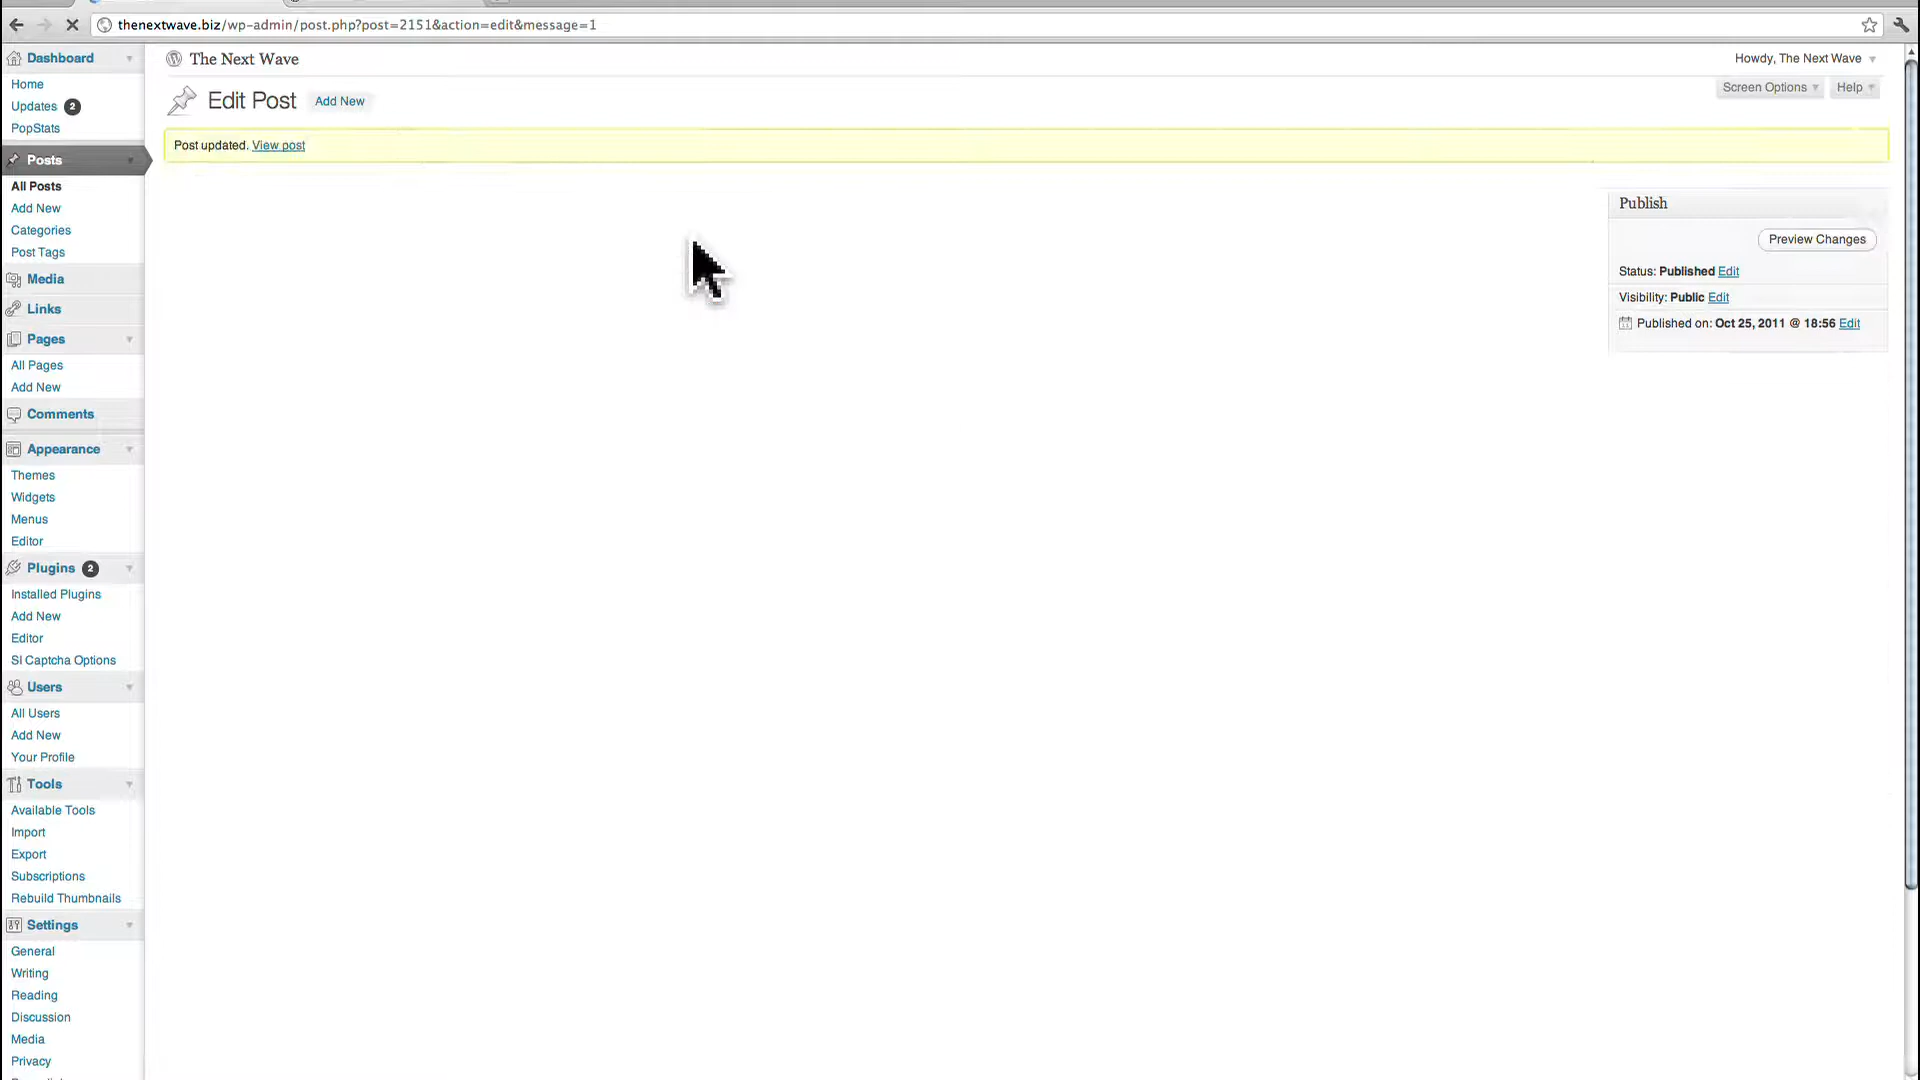 thenextwave.biz/wp-admin/post.php?post=2151&action=edit&message=1
Dashboard
Home
Updates 2
PopStats
Posts
All Posts
Add New
Categories
Post Tags
Media
Links
Pages
All Pages
Add New
Comments
Appearance
Themes
Widgets
Menus
Editor
Plugins 2
Installed Plugins
Add New
Editor
SI Captcha Options
Users
All Users
Add New
Your Profile
Tools
Available Tools
Import
Export
Subscriptions
Rebuild Thumbnails
Settings
General
Writing
Reading
Discussion
Media
Privacy
The Next Wave
Howdy, The Next Wave
Screen Options
Help
Edit Post Add New
Post updated. View post
Publish
Preview Changes
Status: Published Edit
Visibility: Public Edit
Published on: Oct 25, 2011 @ 18:56 Edit